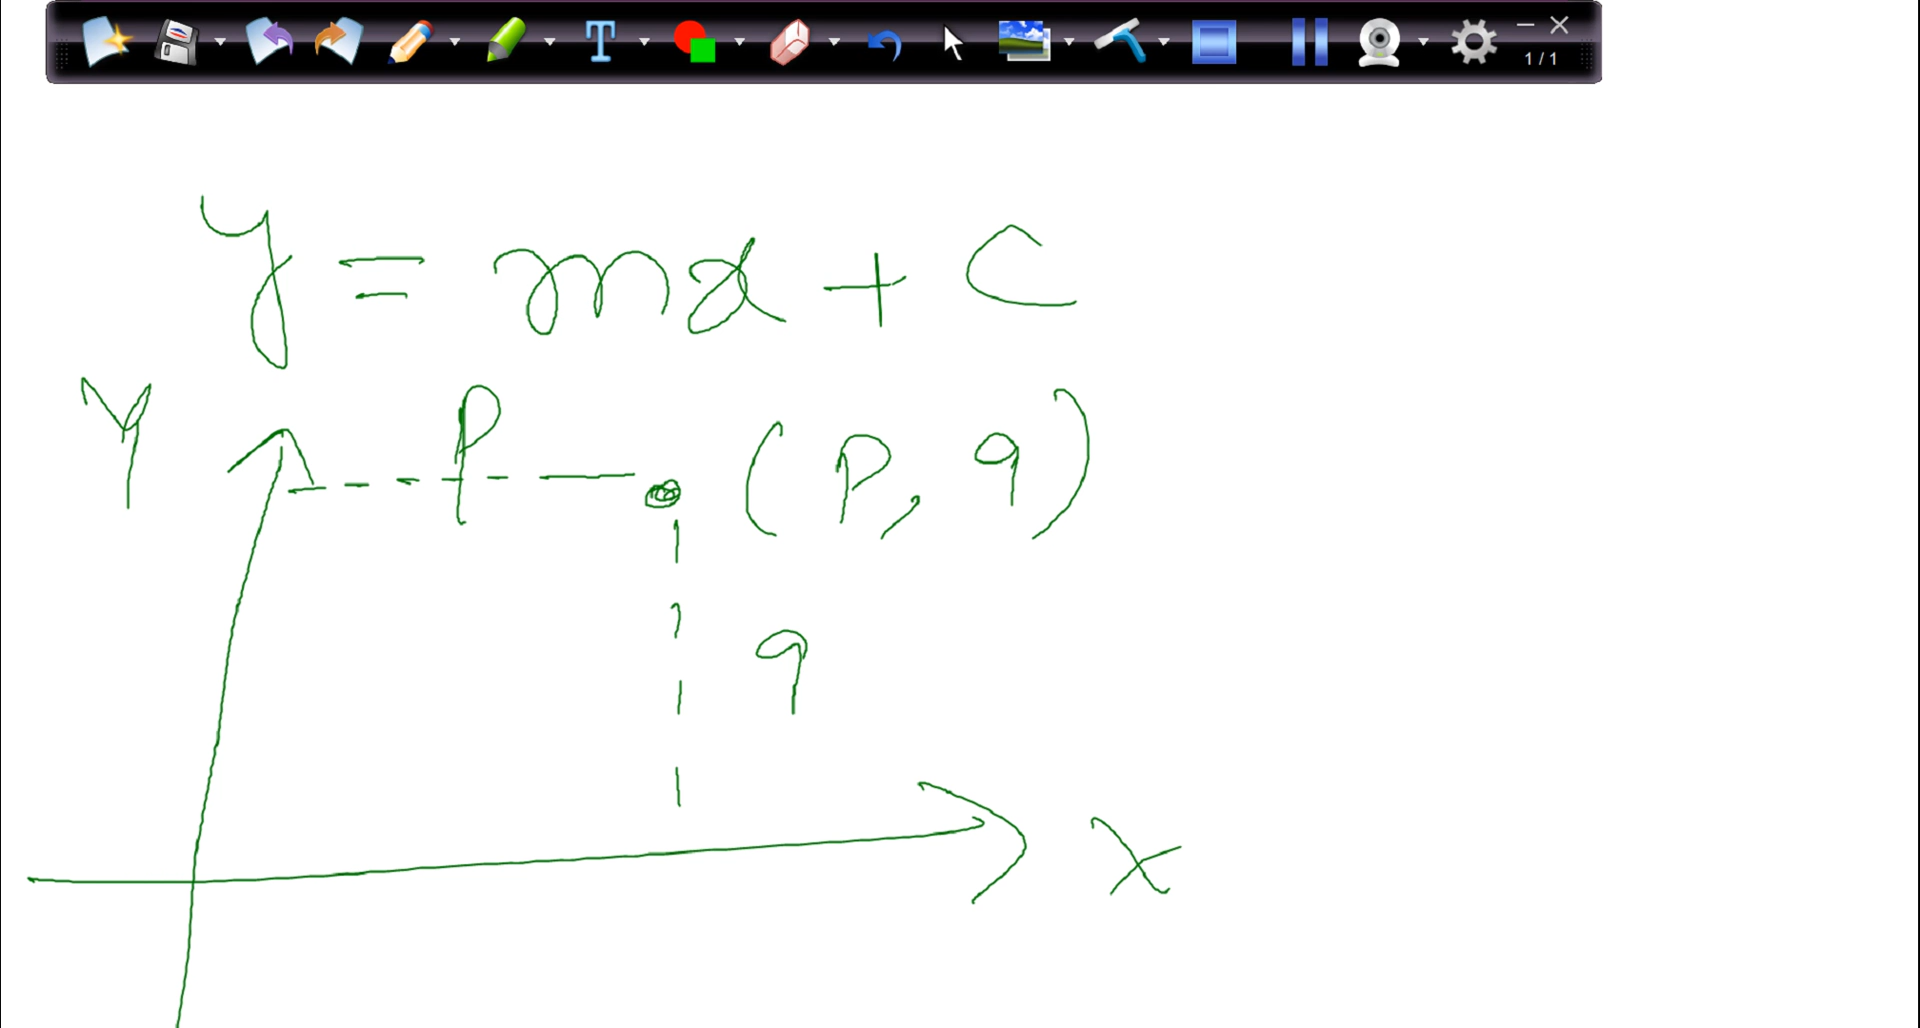 1 / 1
y = mx + c
Y
P
(P, q)
q
x